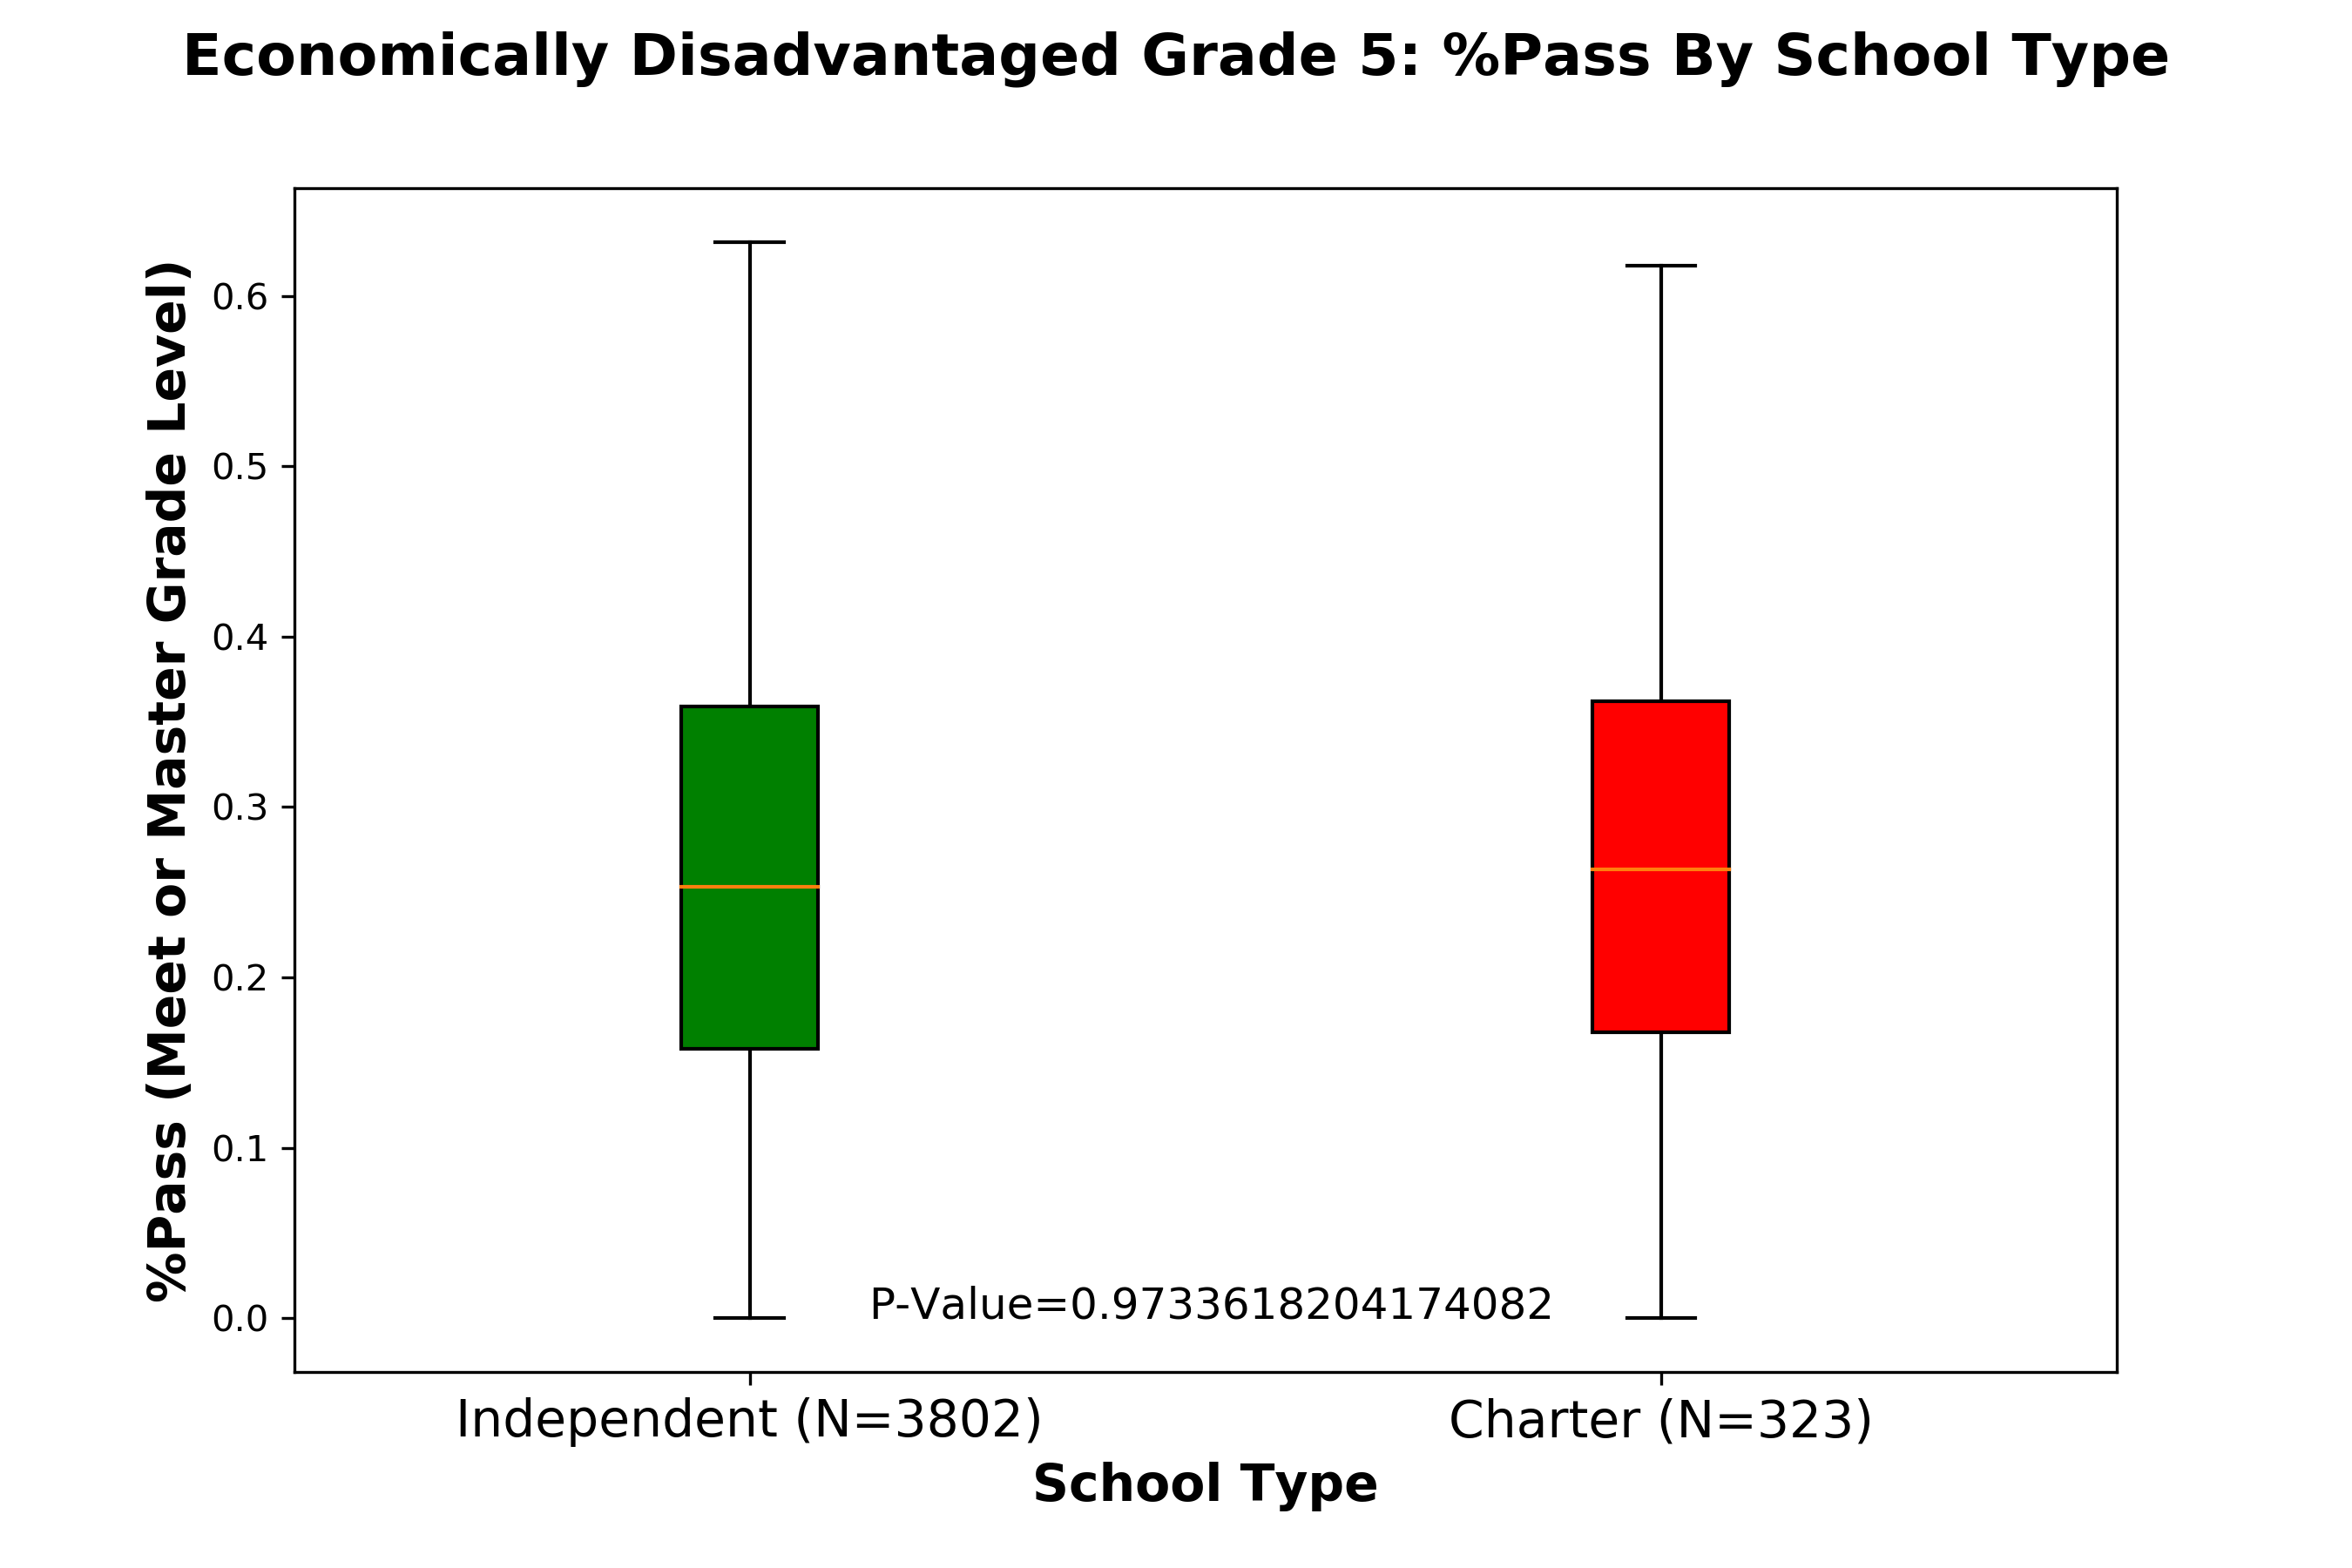 Economically Disadvantaged Grade 5: %Pass By School Type
%Pass (Meet or Master Grade Level)
0.6
0.5
0.4
0.3
0.2
0.1
0.0
P-Value=0.9733618204174082
Independent (N=3802)
Charter (N=323)
School Type